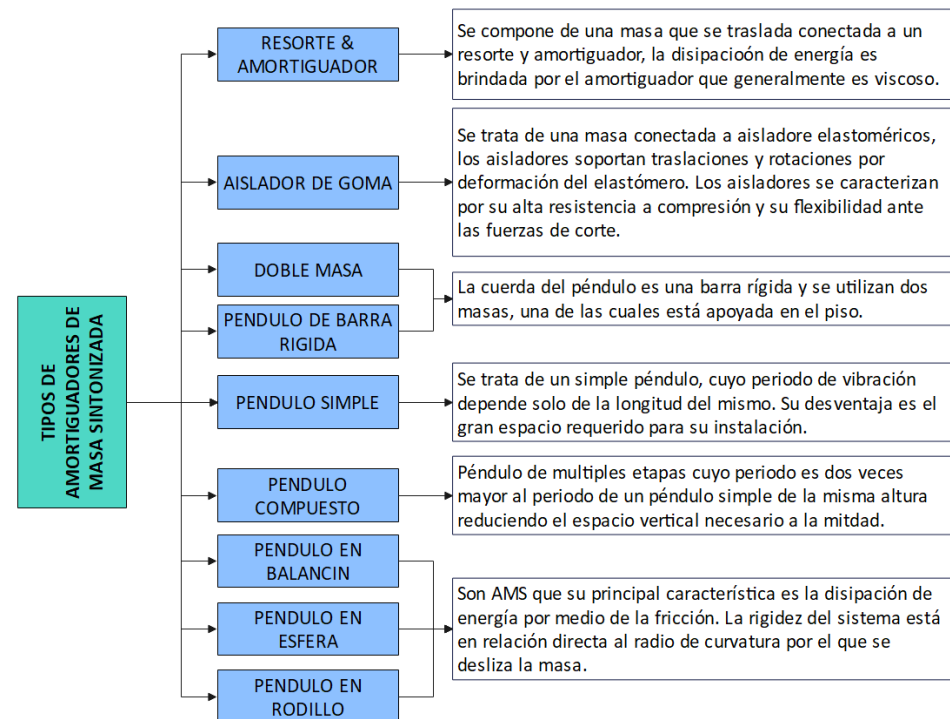 TIPOS DE
AMORTIGUADORES DE
MASA SINTONIZADA
RESORTE &
AMORTIGUADOR
Se compone de una masa que se traslada conectada a un
resorte y amortiguador, la disipacioón de energía es
brindada por el amortiguador que generalmente es viscoso.
AISLADOR DE GOMA
Se trata de una masa conectada a aisladore elastoméricos,
los aisladores soportan traslaciones y rotaciones por
deformación del elastómero. Los aisladores se caracterizan
por su alta resistencia a compresión y su flexibilidad ante
las fuerzas de corte.
DOBLE MASA
PENDULO DE BARRA
RIGIDA
La cuerda del péndulo es una barra rígida y se utilizan dos
masas, una de las cuales está apoyada en el piso.
PENDULO SIMPLE
Se trata de un simple péndulo, cuyo periodo de vibración
depende solo de la longitud del mismo. Su desventaja es el
gran espacio requerido para su instalación.
PENDULO
COMPUESTO
Péndulo de multiples etapas cuyo periodo es dos veces
mayor al periodo de un péndulo simple de la misma altura
reduciendo el espacio vertical necesario a la mitdad.
PENDULO EN
BALANCIN
PENDULO EN
ESFERA
PENDULO EN
RODILLO
Son AMS que su principal característica es la disipación de
energía por medio de la fricción. La rigidez del sistema está
en relación directa al radio de curvatura por el que se
desliza la masa.